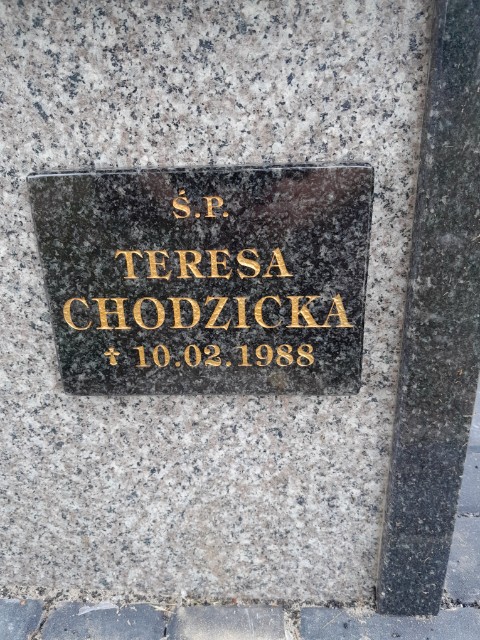 Ś.P.
TERESA
CHODZICKA
✝ 10.02.1988